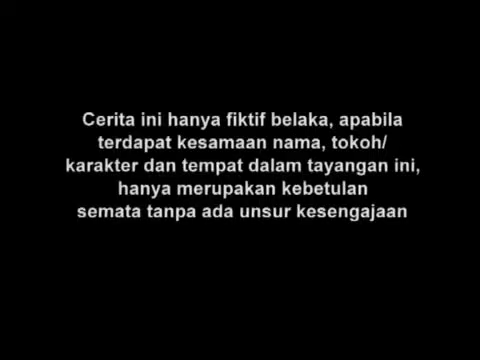 Cerita ini hanya fiktif belaka, apabila
terdapat kesamaan nama, tokoh/
karakter dan tempat dalam tayangan ini,
hanya merupakan kebetulan
semata tanpa ada unsur kesengajaan